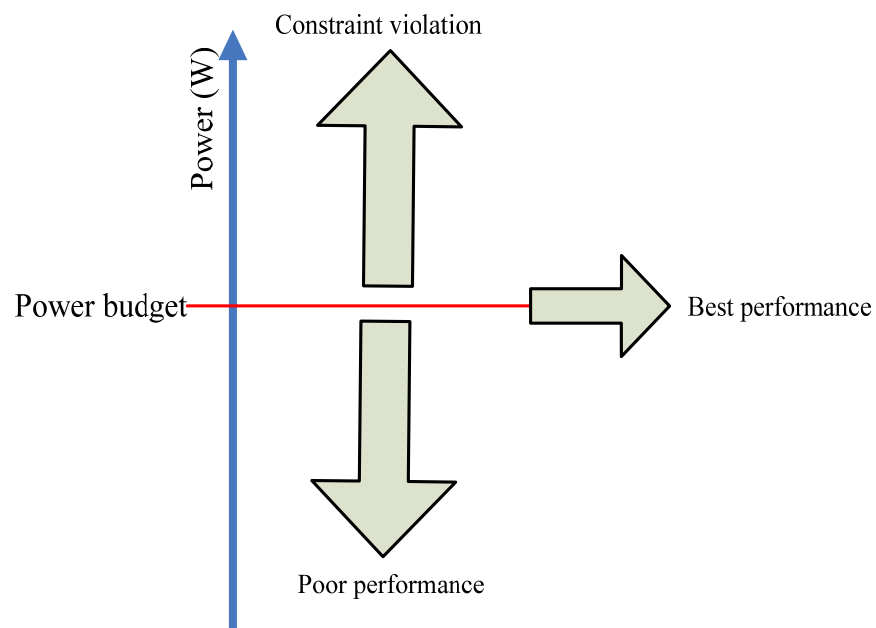 Constraint violation
Power (W)
Power budget
Best performance
Poor performance